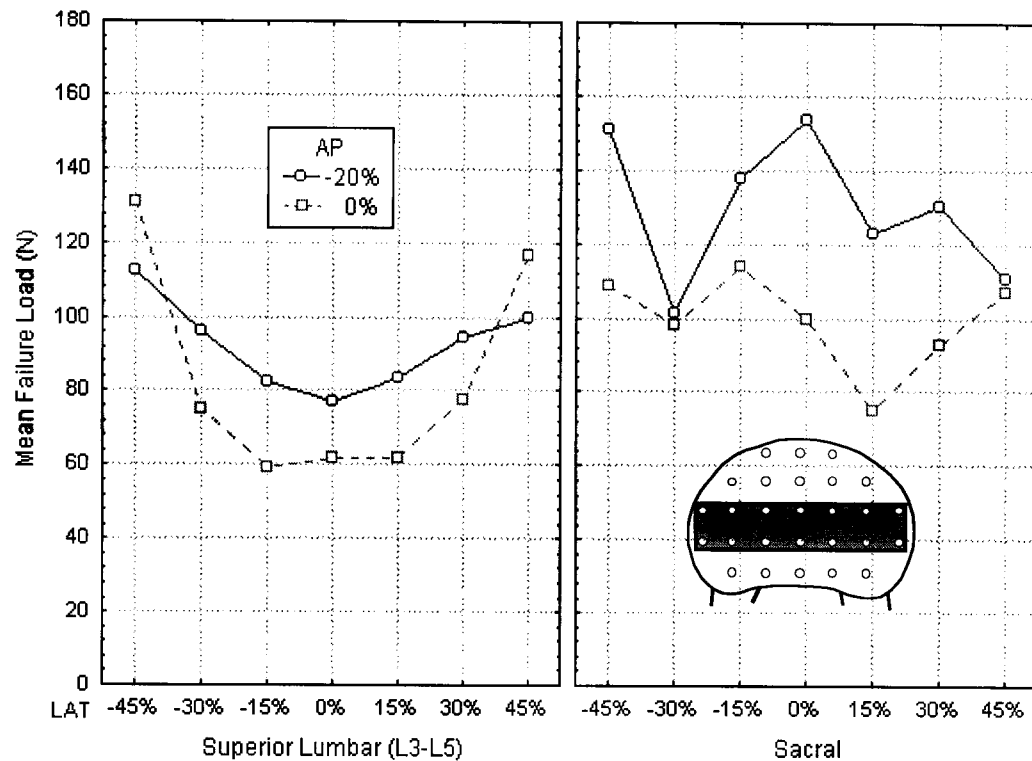 180
160
140
120
100
80
60
40
20
0
Mean Failure Load (N)
AP
-20%
0%
LAT -45% -30% -15% 0% 15% 30% 45%
-45% -30% -15% 0% 15% 30% 45%
Superior Lumbar (L3-L5)
Sacral